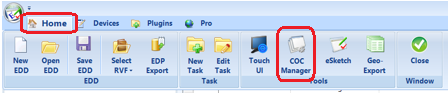 Home Devices Plugins Pro
New EDD Open EDD Save EDD Select RVF EDP Export New Task Edit Task Touch UI COC Manager eSketch Geo-Export Close
EDD Task Tools Window